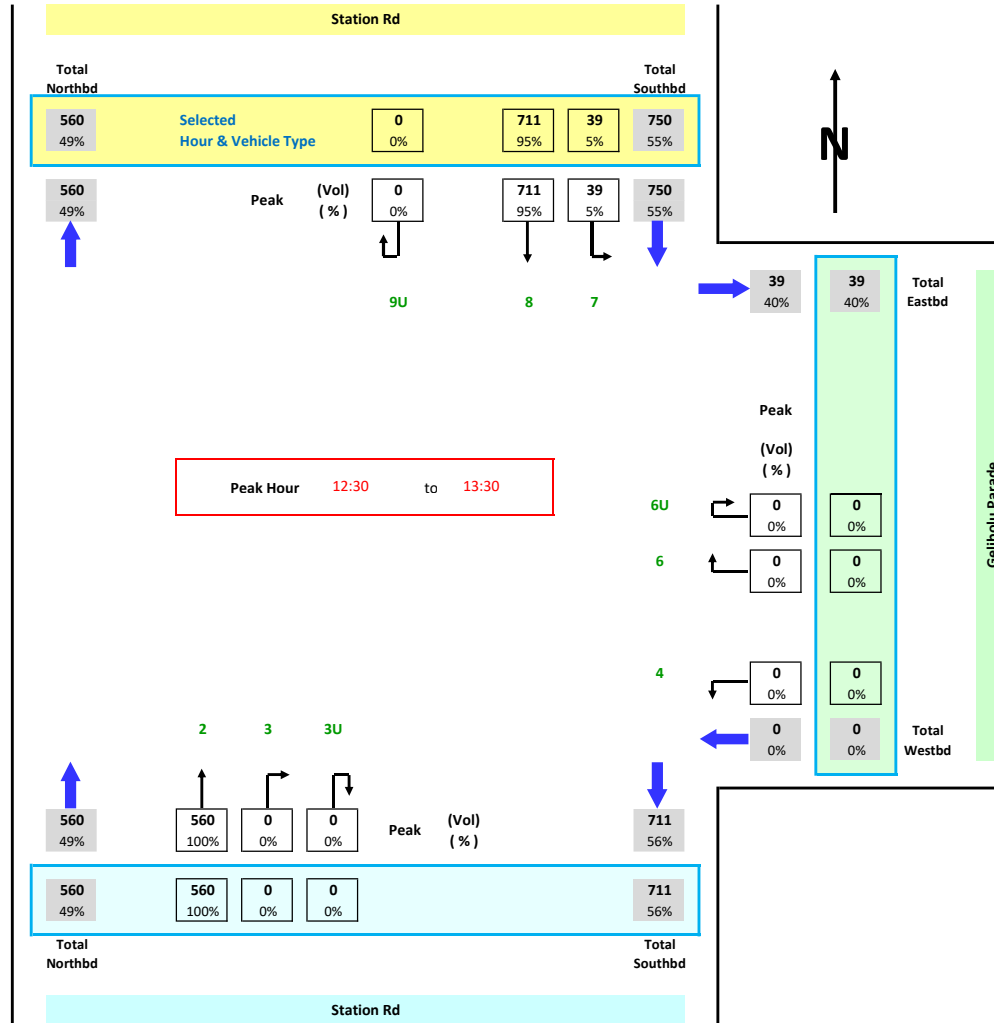 Station Rd
Total Northbd
Total Southbd
560 49%
Selected Hour & Vehicle Type
0 0%
711 95%
39 5%
750 55%
560 49%
Peak (Vol) ( % )
0 0%
711 95%
39 5%
750 55%
N
9U 8 7
39 40%
39 40%
Total Eastbd
Peak
(Vol)
( % )
Peak Hour 12:30 to 13:30
6U
0 0%
0 0%
6
0 0%
0 0%
Gelibolu Parade
4
0 0%
0 0%
0 0%
0 0%
Total Westbd
2 3 3U
560 49%
560 100%
0 0%
0 0%
Peak (Vol) ( % )
711 56%
560 49%
560 100%
0 0%
0 0%
711 56%
Total Northbd
Total Southbd
Station Rd